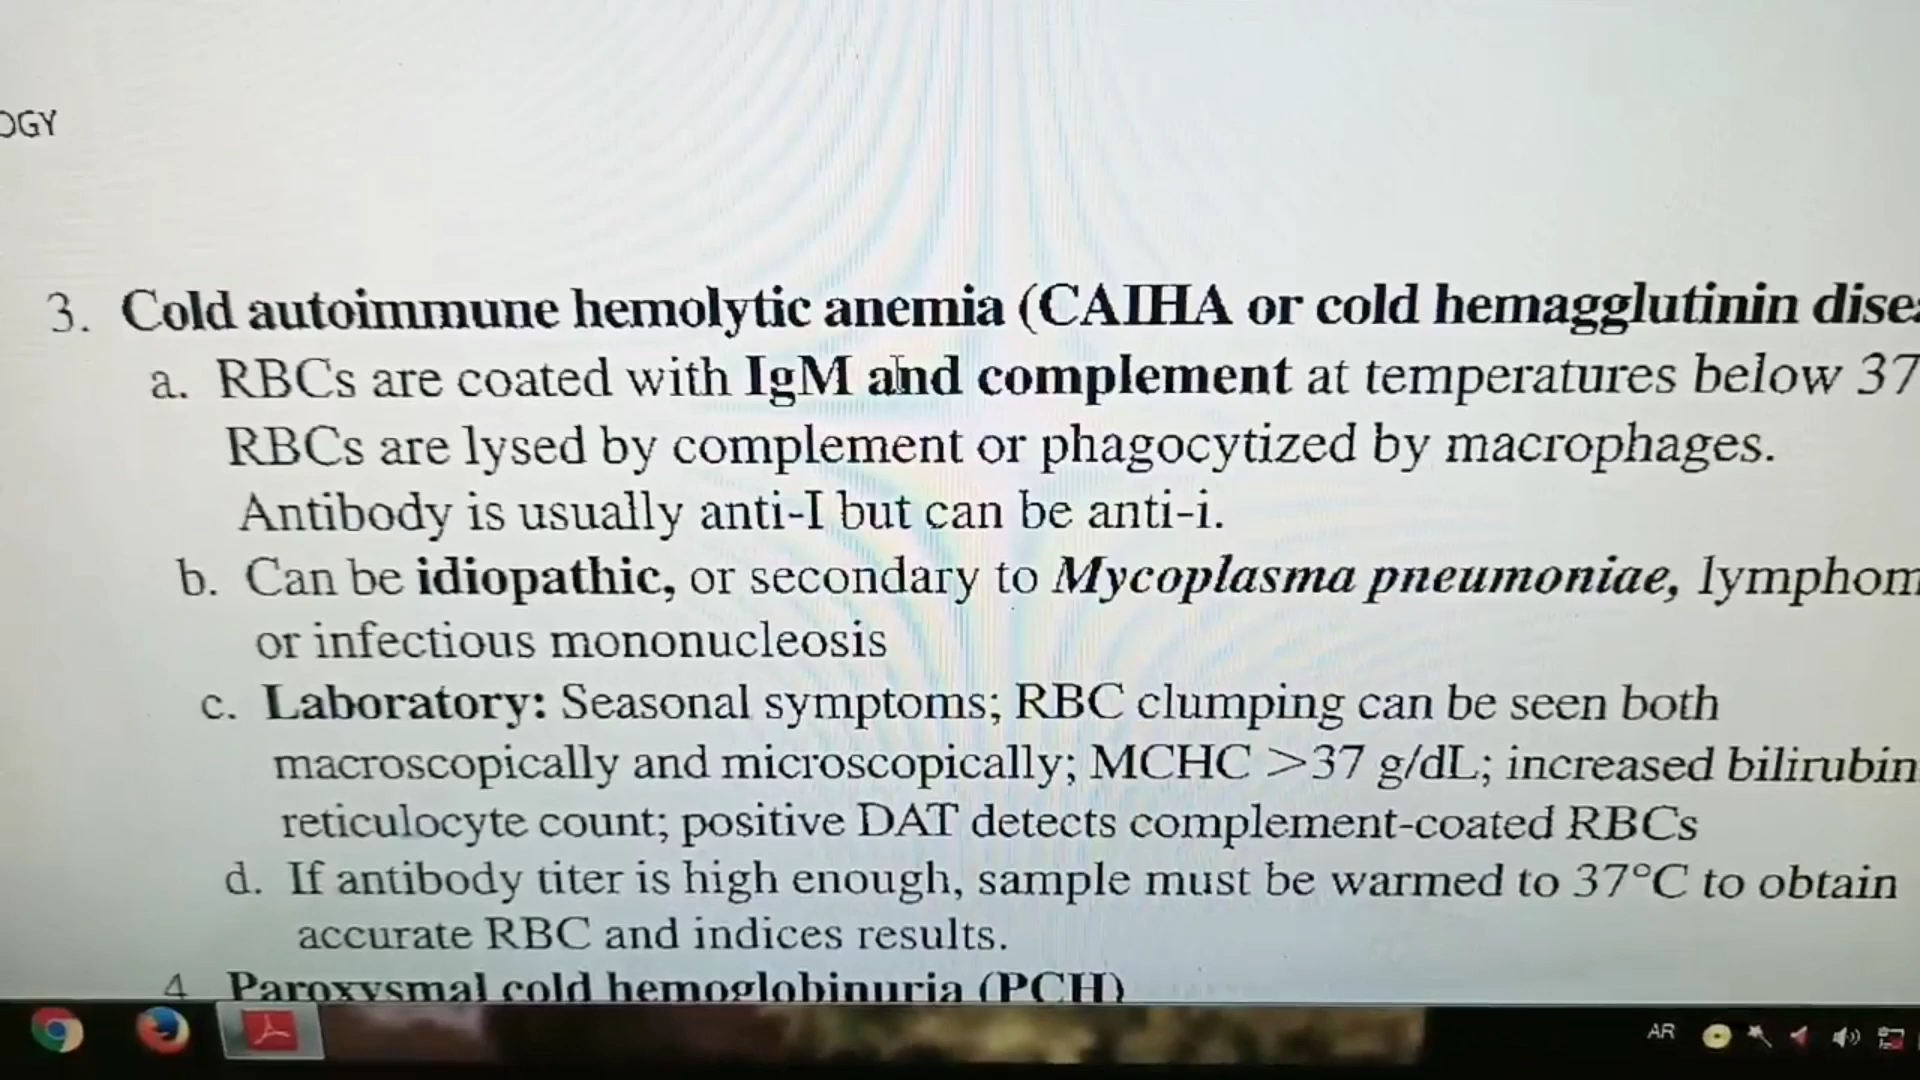 OGY
3. Cold autoimmune hemolytic anemia (CAIHA or cold hemagglutinin
a. RBCs are coated with IgM and complement at temperatures below 37
RBCs are lysed by complement or phagocytized by macrophages.
Antibody is usually anti-I but can be anti-i.
b. Can be idiopathic, or secondary to Mycoplasma pneumoniae,
or infectious mononucleosis
c. Laboratory: Seasonal symptoms; RBC clumping can be seen both
macroscopically and microscopically; MCHC >37 g/dL; increased bilirubin
reticulocyte count; positive DAT detects complement-coated RBCs
d. If antibody titer is high enough, sample must be warmed to 37°C to obtain
accurate RBC and indices results.
4 Paroxysmal cold hemoglobinuria (PCH)
AR